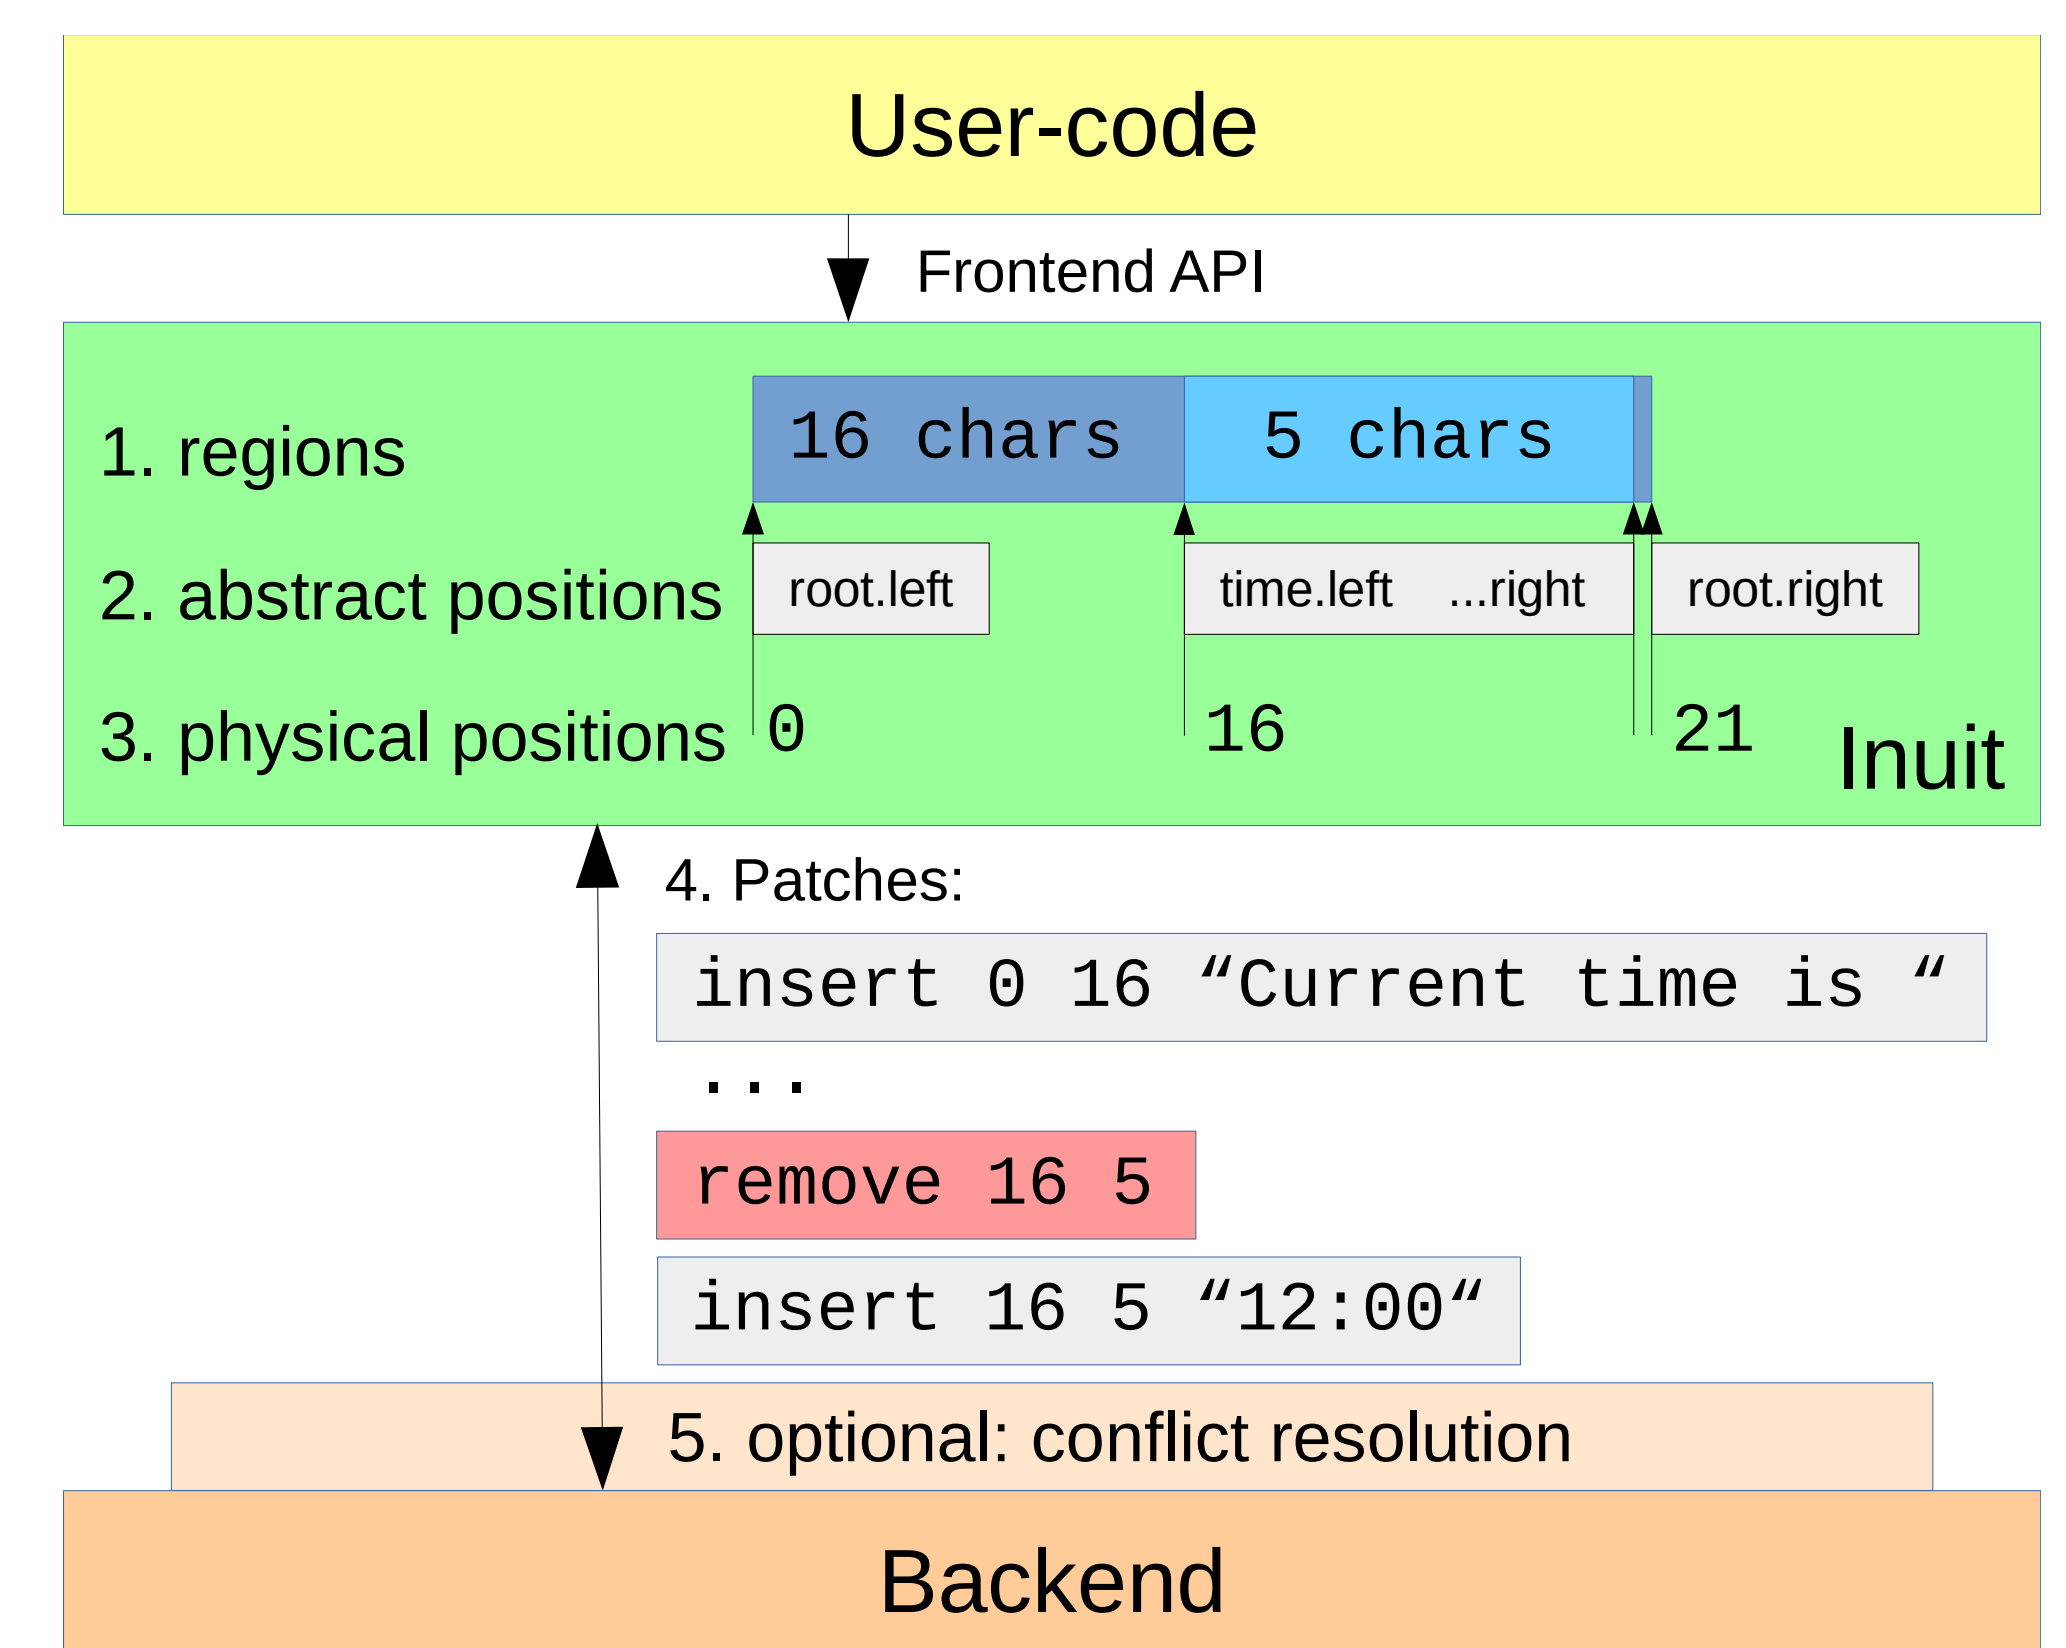 User-code
Frontend API
1. regions
16 chars
5 chars
2. abstract positions
root.left
time.left ...right
root.right
3. physical positions
0
16
21
Inuit
4. Patches:
insert 0 16 “Current time is “
...
remove 16 5
insert 16 5 “12:00“
5. optional: conflict resolution
Backend